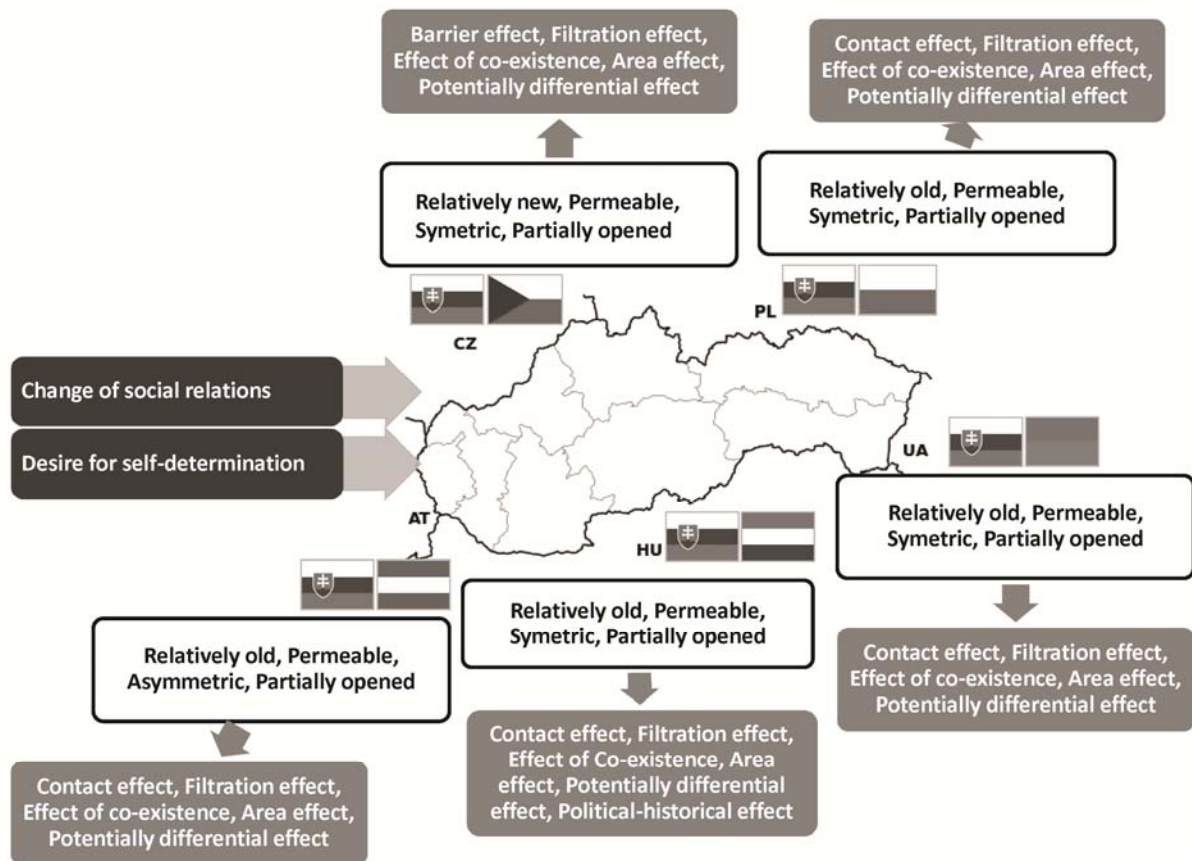 Barrier effect, Filtration effect,
Effect of co-existence, Area effect,
Potentially differential effect
Contact effect, Filtration effect,
Effect of co-existence, Area effect,
Potentially differential effect
Relatively new, Permeable,
Symetric, Partially opened
Relatively old, Permeable,
Symetric, Partially opened
PL
CZ
Change of social relations
Desire for self-determination
UA
AT
HU
Relatively old, Permeable,
Symetric, Partially opened
Relatively old, Permeable,
Symetric, Partially opened
Relatively old, Permeable,
Asymmetric, Partially opened
Contact effect, Filtration effect,
Effect of co-existence, Area effect,
Potentially differential effect
Contact effect, Filtration effect,
Effect of Co-existence, Area
effect, Potentially differential
effect, Political-historical effect
Contact effect, Filtration effect,
Effect of co-existence, Area effect,
Potentially differential effect